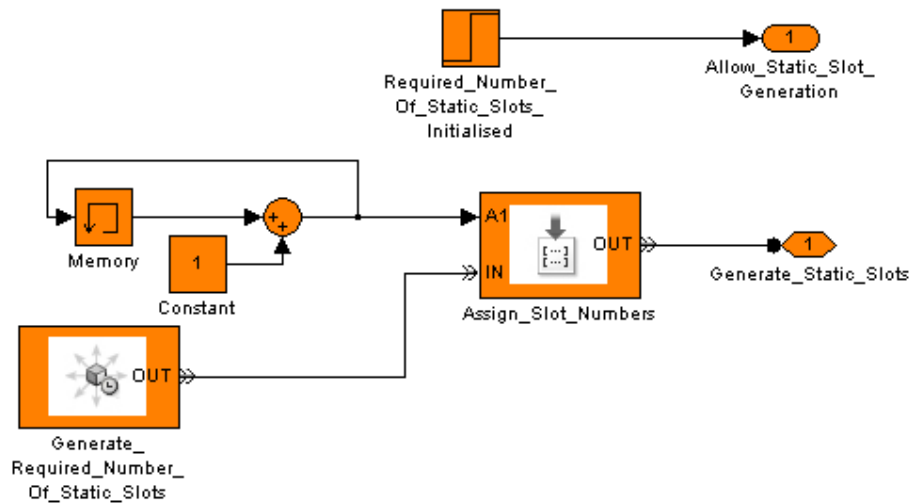 1
Required_Number_
Of_Static_Slots_
Initialised
Allow_Static_Slot_
Generation
Memory
+
+
1
Constant
A1
IN
OUT
[...]
[...]
Assign_Slot_Numbers
1
Generate_Static_Slots
OUT
Generate_
Required_Number_
Of_Static_Slots